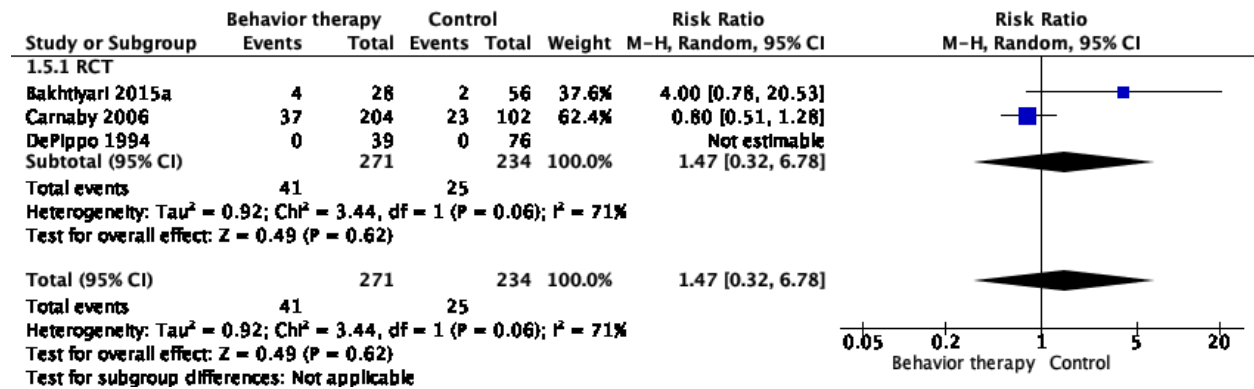 Behavior therapy Control Risk Ratio Risk Ratio
Study or Subgroup Events Total Events Total Weight M-H, Random, 95% CI M-H, Random, 95% CI
1.5.1 RCT
Bakhtiyari 2015a 4 28 2 56 37.6% 4.00 [0.78, 20.53]
Carnaby 2006 37 204 23 102 62.4% 0.80 [0.51, 1.28]
DePippo 1994 0 39 0 76 Not estimable
Subtotal (95% CI) 271 234 100.0% 1.47 [0.32, 6.78]
Total events 41 25
Heterogeneity: Tau² = 0.92; Chi² = 3.44, df = 1 (P = 0.06); I² = 71%
Test for overall effect: Z = 0.49 (P = 0.62)
Total (95% CI) 271 234 100.0% 1.47 [0.32, 6.78]
Total events 41 25
Heterogeneity: Tau² = 0.92; Chi² = 3.44, df = 1 (P = 0.06); I² = 71%
Test for overall effect: Z = 0.49 (P = 0.62)
Test for subgroup differences: Not applicable
0.05 0.2 1 5 20
Behavior therapy Control